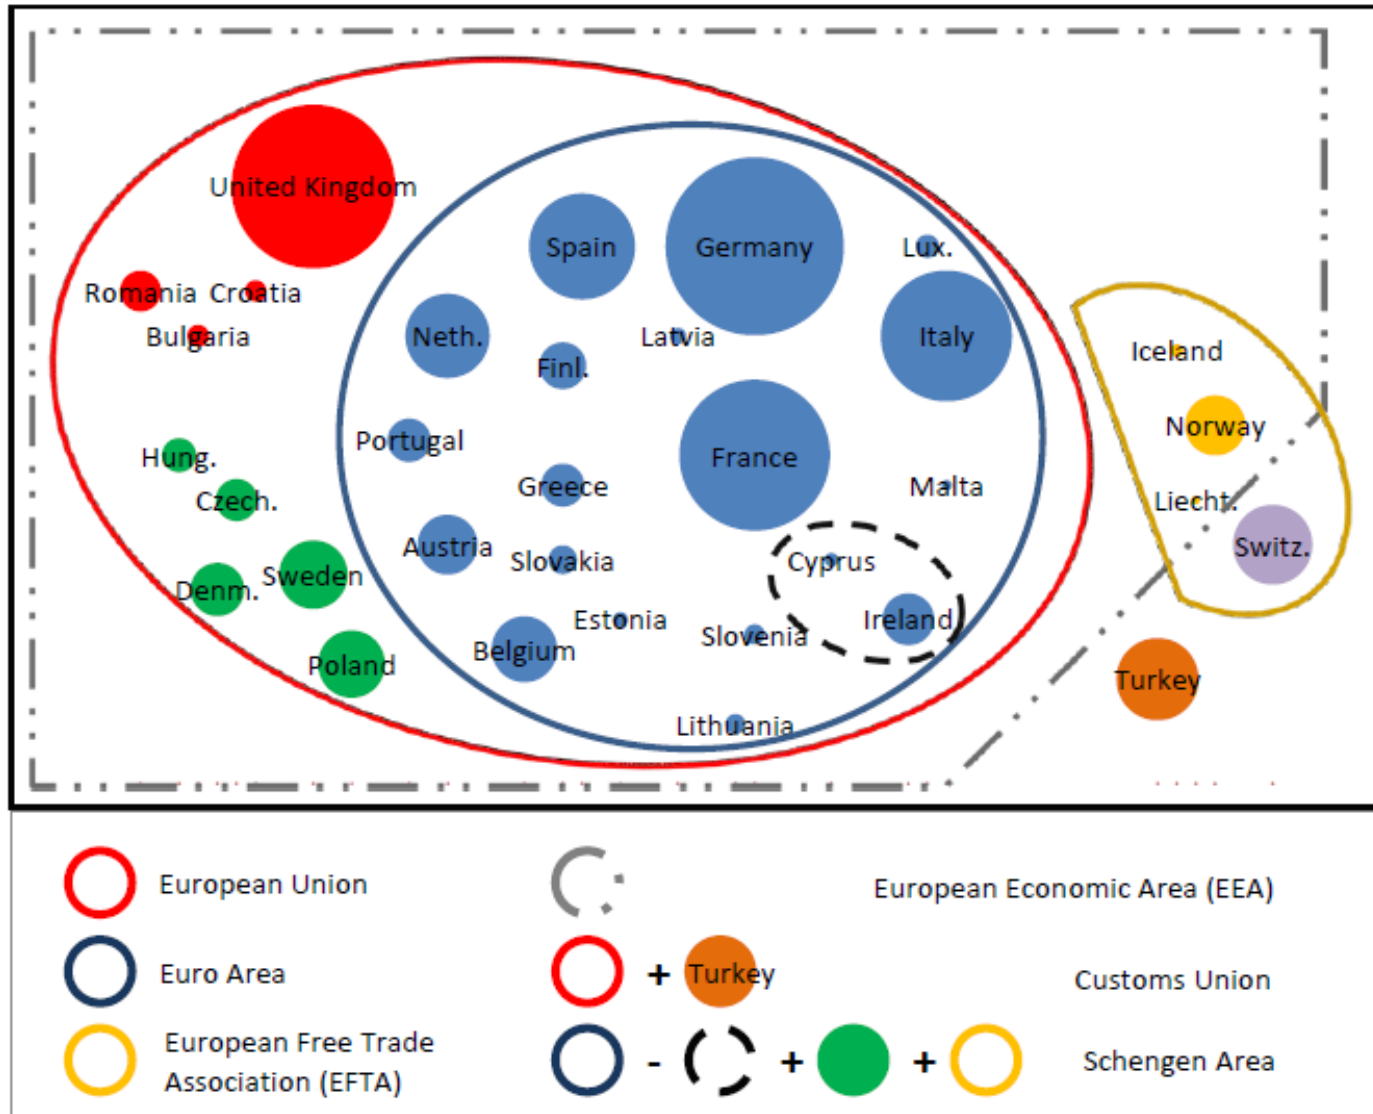 United Kingdom
Spain
Germany
Lux.
Romania
Croatia
Bulgaria
Neth.
Latvia
Italy
Finl.
Iceland
Portugal
Norway
Hung.
France
Greece
Malta
Czech.
Liecht.
Austria
Slovakia
Cyprus
Switz.
Denm.
Sweden
Estonia
Slovenia
Ireland
Belgium
Poland
Turkey
Lithuania
European Union
European Economic Area (EEA)
Euro Area
+ Turkey
Customs Union
European Free Trade
Association (EFTA)
- + +
Schengen Area